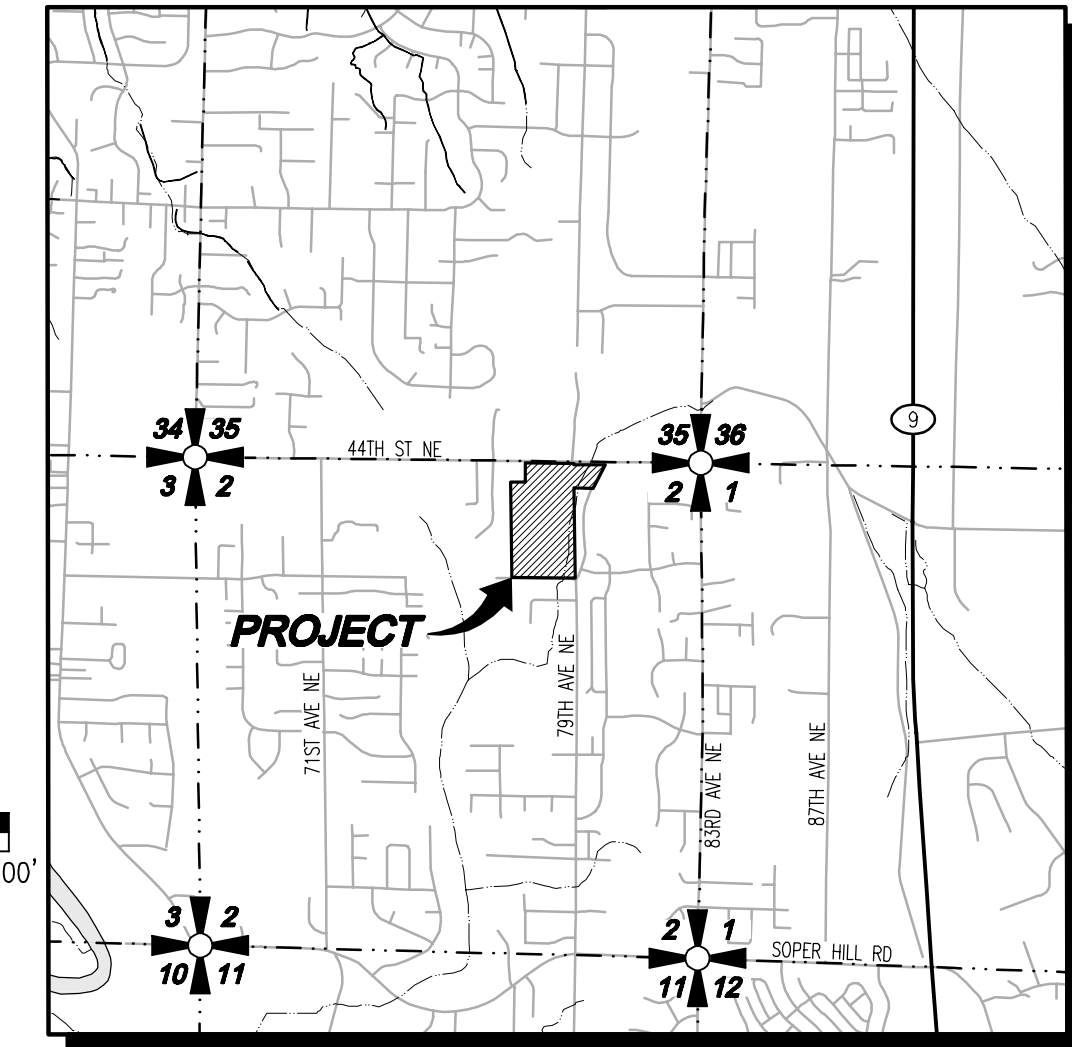 9
34 35
3 2
44TH ST NE
35 36
2 1
PROJECT
71ST AVE NE
79TH AVE NE
83RD AVE NE
87TH AVE NE
00'
3 2
10 11
2 1
11 12
SOPER HILL RD